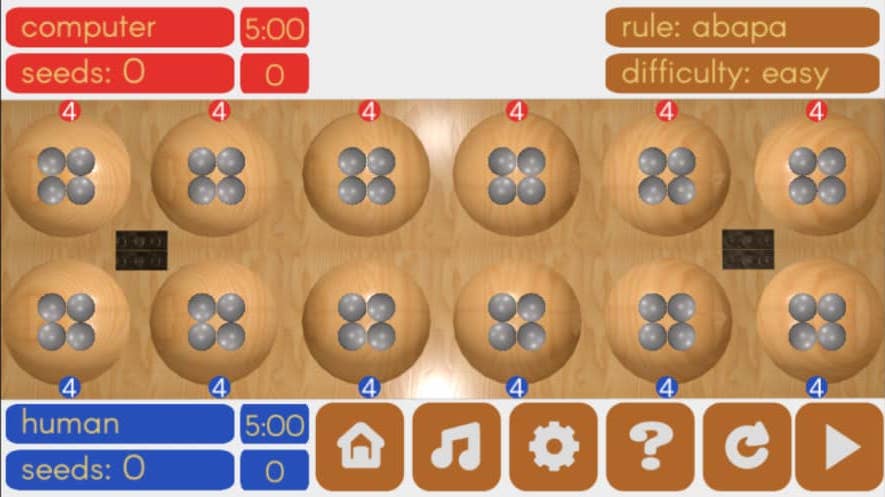 computer 5:00 rule: abapa
seeds: 0 0 difficulty: easy
4 4 4 4 4 4
4 4 4 4 4 4
human 5:00
seeds: 0 0 ?